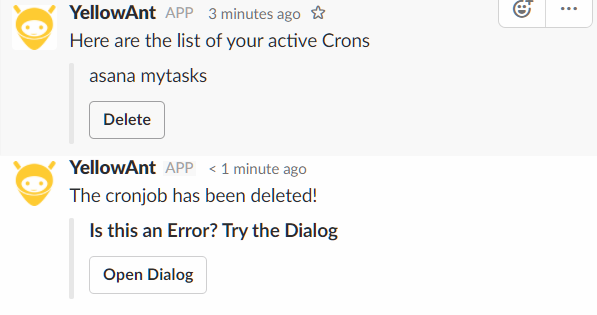 YellowAnt APP 3 minutes ago
Here are the list of your active Crons
asana mytasks
Delete
YellowAnt APP < 1 minute ago
The cronjob has been deleted!
Is this an Error? Try the Dialog
Open Dialog